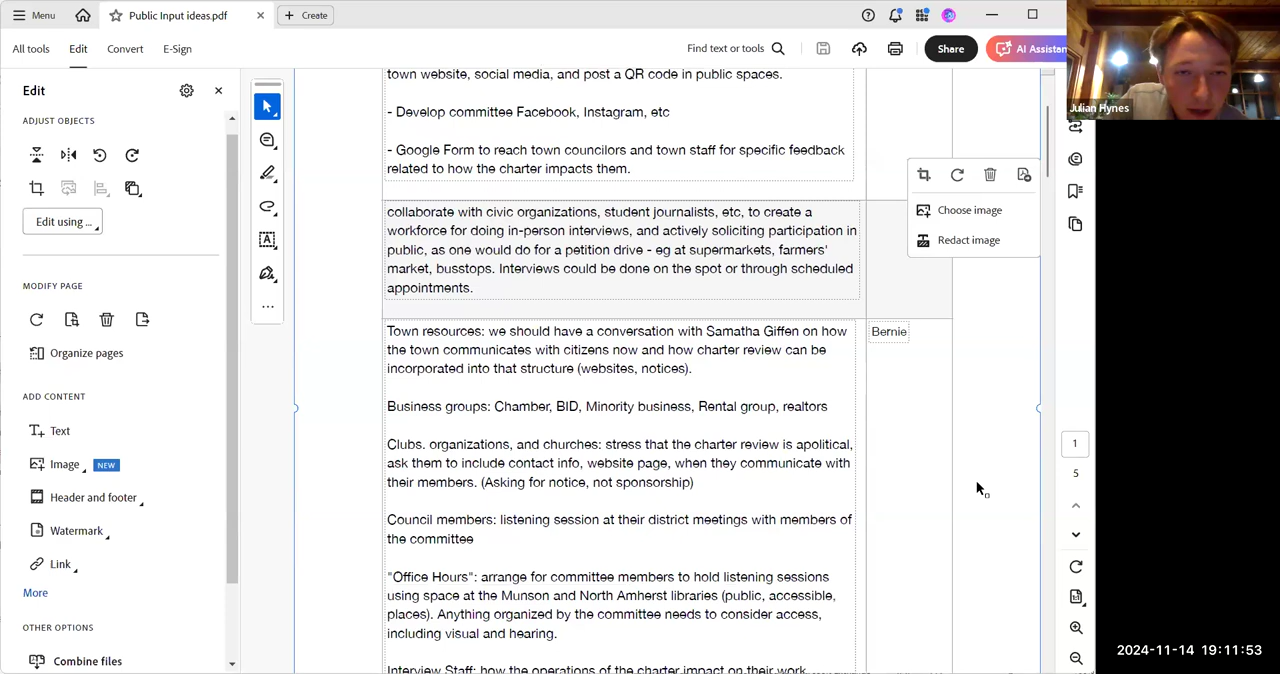 Menu
Public Input ideas.pdf
Create
All tools
Edit
Convert
E-Sign
Find text or tools
Share
AI Assistan
Julian Hynes
Edit
ADJUST OBJECTS
Edit using ...
MODIFY PAGE
Organize pages
ADD CONTENT
Text
Image
NEW
Header and footer
Watermark
Link
More
OTHER OPTIONS
Combine files
town website, social media, and post a QR code in public spaces.
- Develop committee Facebook, Instagram, etc
- Google Form to reach town councilors and town staff for specific feedback
related to how the charter impacts them.
collaborate with civic organizations, student journalists, etc, to create a
workforce for doing in-person interviews, and actively soliciting participation in
public, as one would do for a petition drive - eg at supermarkets, farmers'
market, busstops. Interviews could be done on the spot or through scheduled
appointments.
Town resources: we should have a conversation with Samatha Giffen on how
the town communicates with citizens now and how charter review can be
incorporated into that structure (websites, notices).
Business groups: Chamber, BID, Minority business, Rental group, realtors
Clubs. organizations, and churches: stress that the charter review is apolitical,
ask them to include contact info, website page, when they communicate with
their members. (Asking for notice, not sponsorship)
Council members: listening session at their district meetings with members of
the committee
"Office Hours": arrange for committee members to hold listening sessions
using space at the Munson and North Amherst libraries (public, accessible,
places). Anything organized by the committee needs to consider access,
including visual and hearing.
Interview Staff: how the operations of the charter impact on their work
Bernie
Choose image
Redact image
1
5
2024-11-14 19:11:53